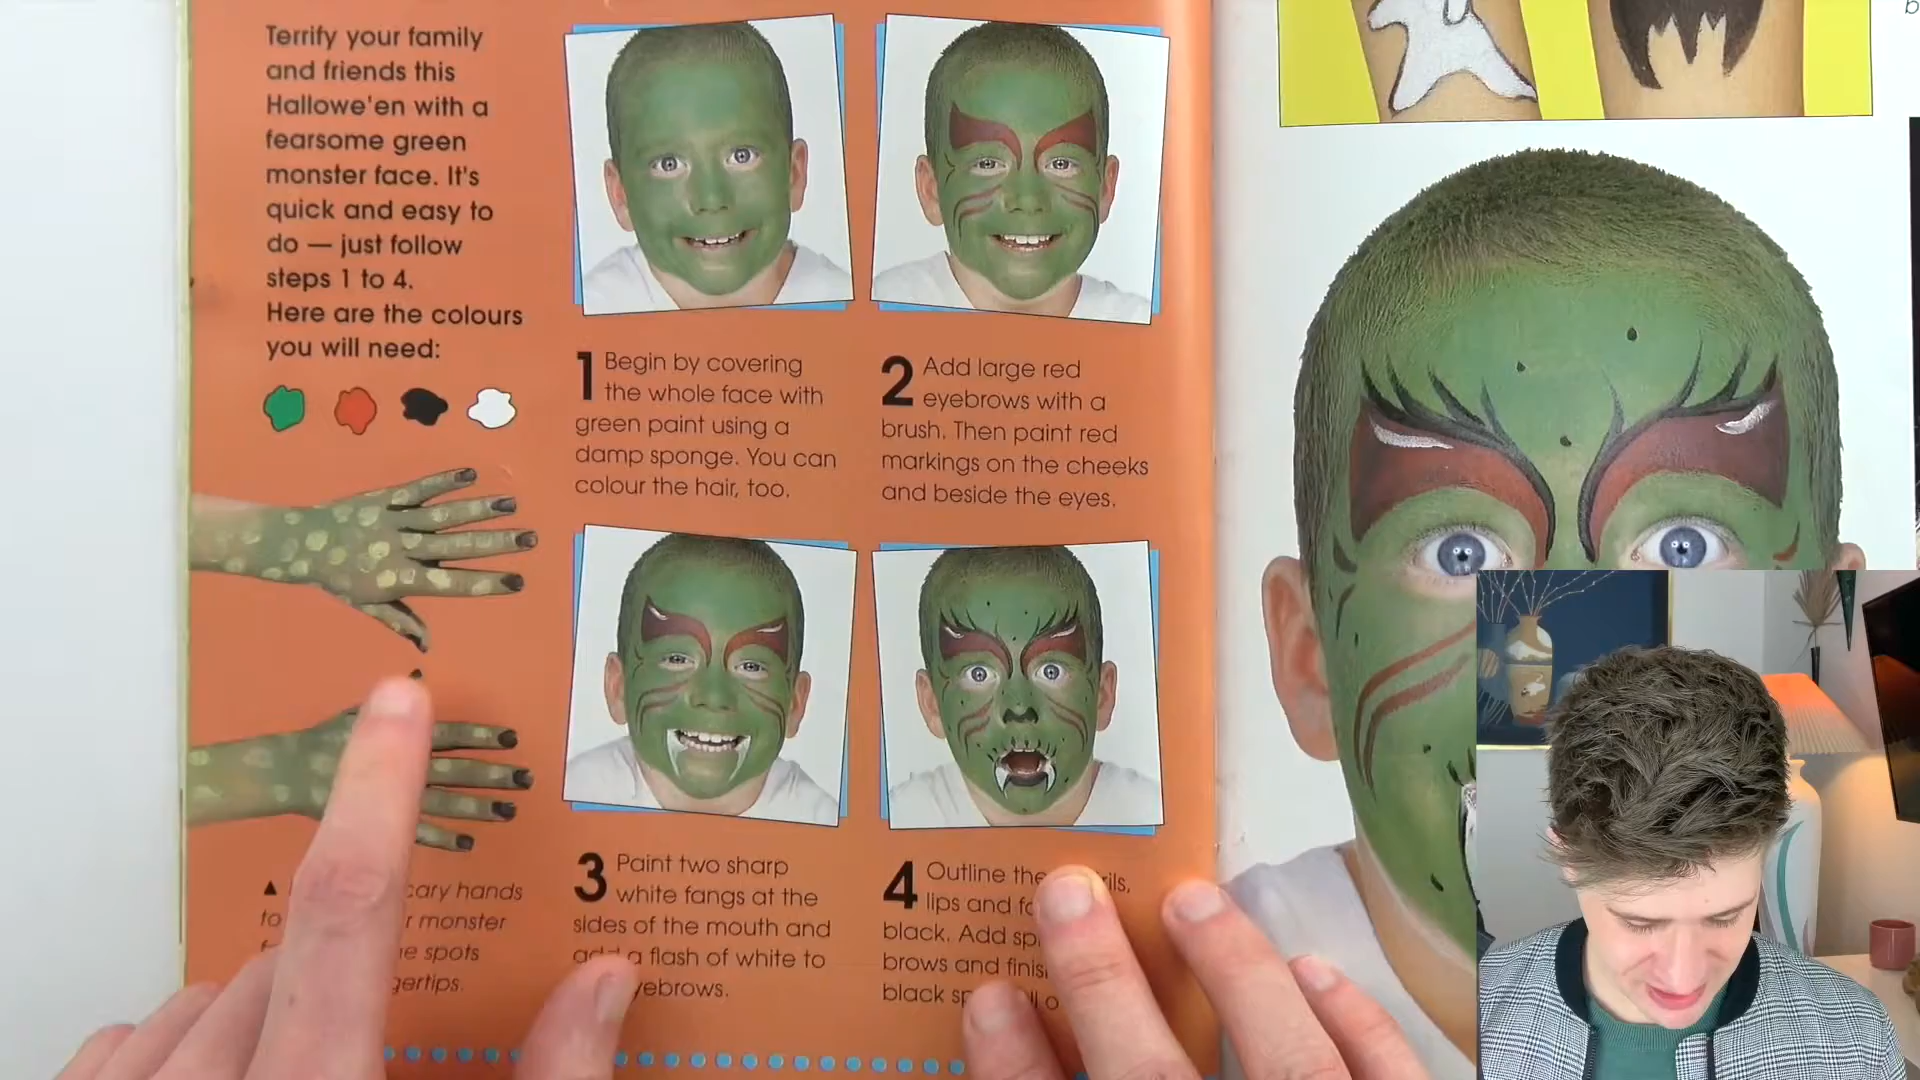 Terrify your family
and friends this
Hallowe'en with a
fearsome green
monster face. It's
quick and easy to
do — just follow
steps 1 to 4.
Here are the colours
you will need:
▲ cary hands
to r monster
e spots
gertips.
1 Begin by covering
the whole face with
green paint using a
damp sponge. You can
colour the hair, too.
2 Add large red
eyebrows with a
brush. Then paint red
markings on the cheeks
and beside the eyes.
3 Paint two sharp
white fangs at the
sides of the mouth and
add a flash of white to
yebrows.
4 Outline the rils,
lips and
black. Add
brows and finis
black